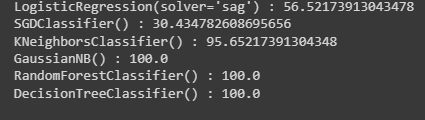 LogisticRegression(solver='sag') : 56.52173913043478
SGDClassifier() : 30.434782608695656
KNeighborsClassifier() : 95.65217391304348
GaussianNB() : 100.0
RandomForestClassifier() : 100.0
DecisionTreeClassifier() : 100.0